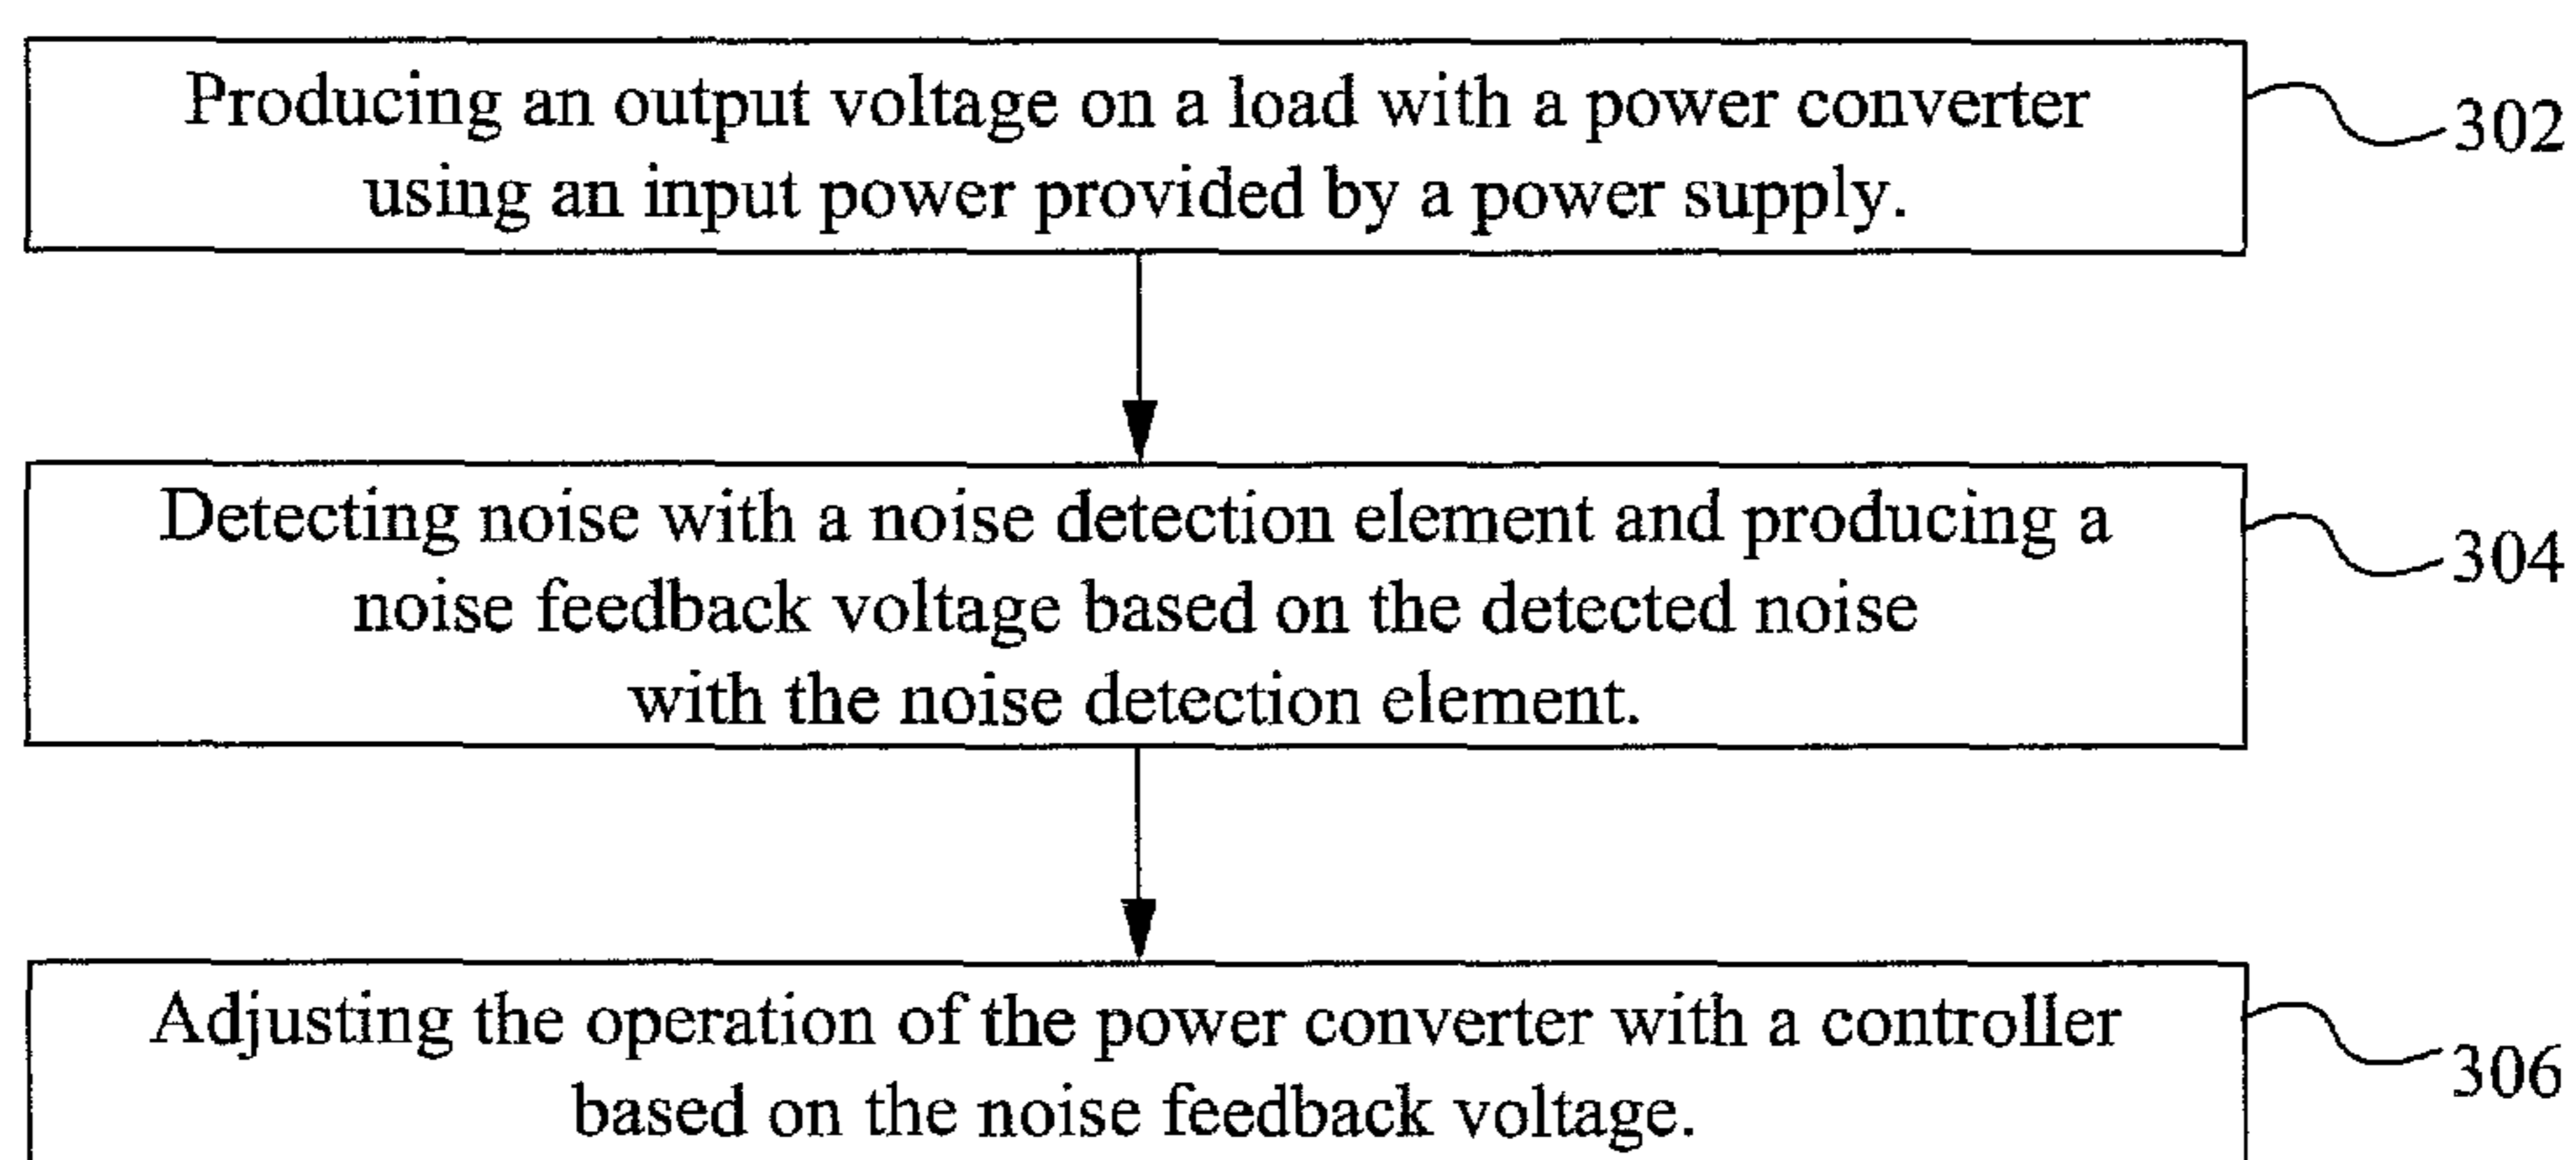 Producing an output voltage on a load with a power converter
using an input power provided by a power supply.
302
Detecting noise with a noise detection element and producing a
noise feedback voltage based on the detected noise
with the noise detection element.
304
Adjusting the operation of the power converter with a controller
based on the noise feedback voltage.
306